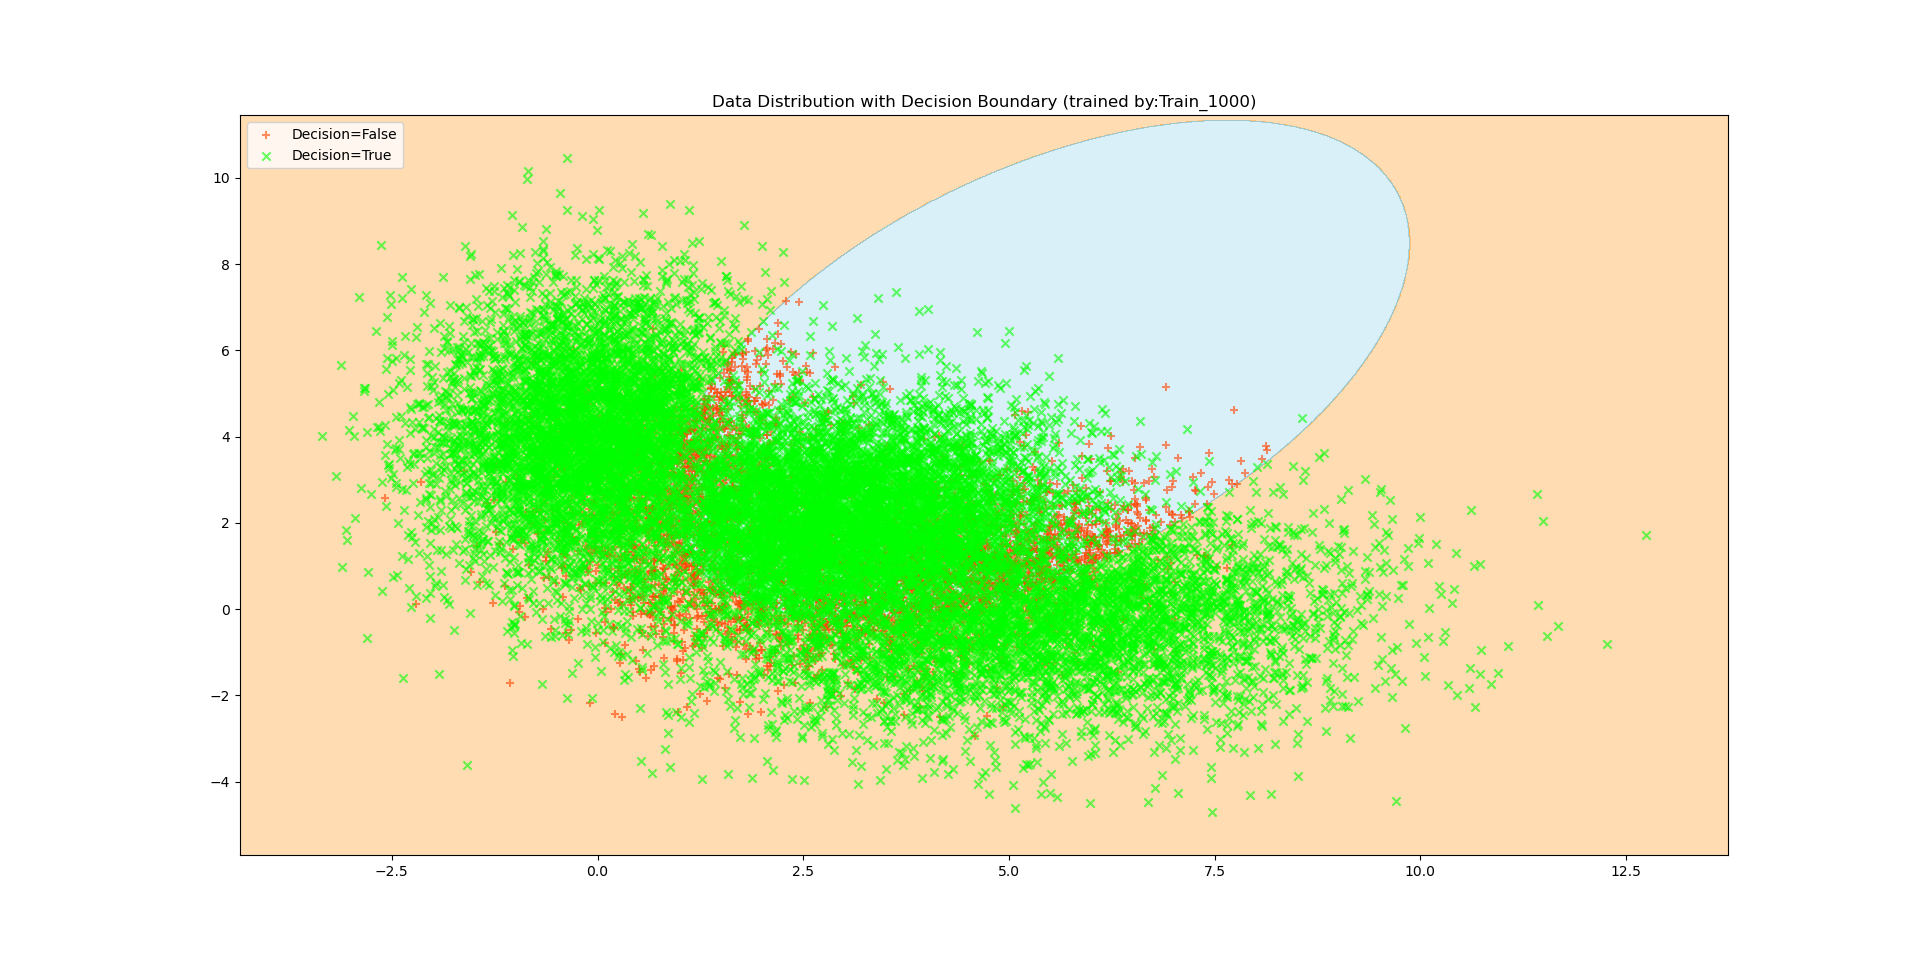 Data Distribution with Decision Boundary (trained by:Train_1000)
Decision=False
Decision=True
10
8
6
4
2
0
−2
−4
−2.5 0.0 2.5 5.0 7.5 10.0 12.5